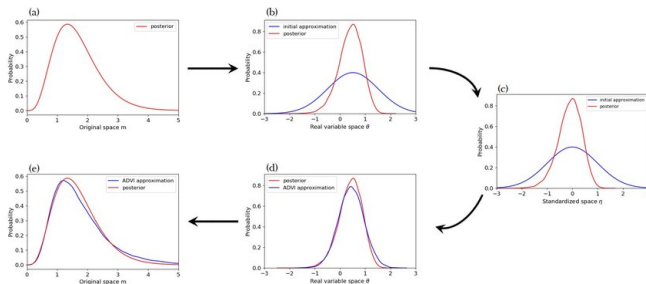 (a)
posterior
Probability
0.6
0.5
0.4
0.3
0.2
0.1
0.0
0 1 2 3 4 5
Original space m
(b)
initial approximation
posterior
Probability
0.8
0.6
0.4
0.2
0.0
−3 −2 −1 0 1 2 3
Real variable space θ
(c)
initial approximation
posterior
Probability
0.8
0.6
0.4
0.2
0.0
−3 −2 −1 0 1 2 3
Standardized space η
(e)
ADVI approximation
posterior
Probability
0.6
0.5
0.4
0.3
0.2
0.1
0.0
0 1 2 3 4 5
Original space m
(d)
posterior
ADVI approximation
Probability
0.8
0.6
0.4
0.2
0.0
−3 −2 −1 0 1 2 3
Real variable space θ